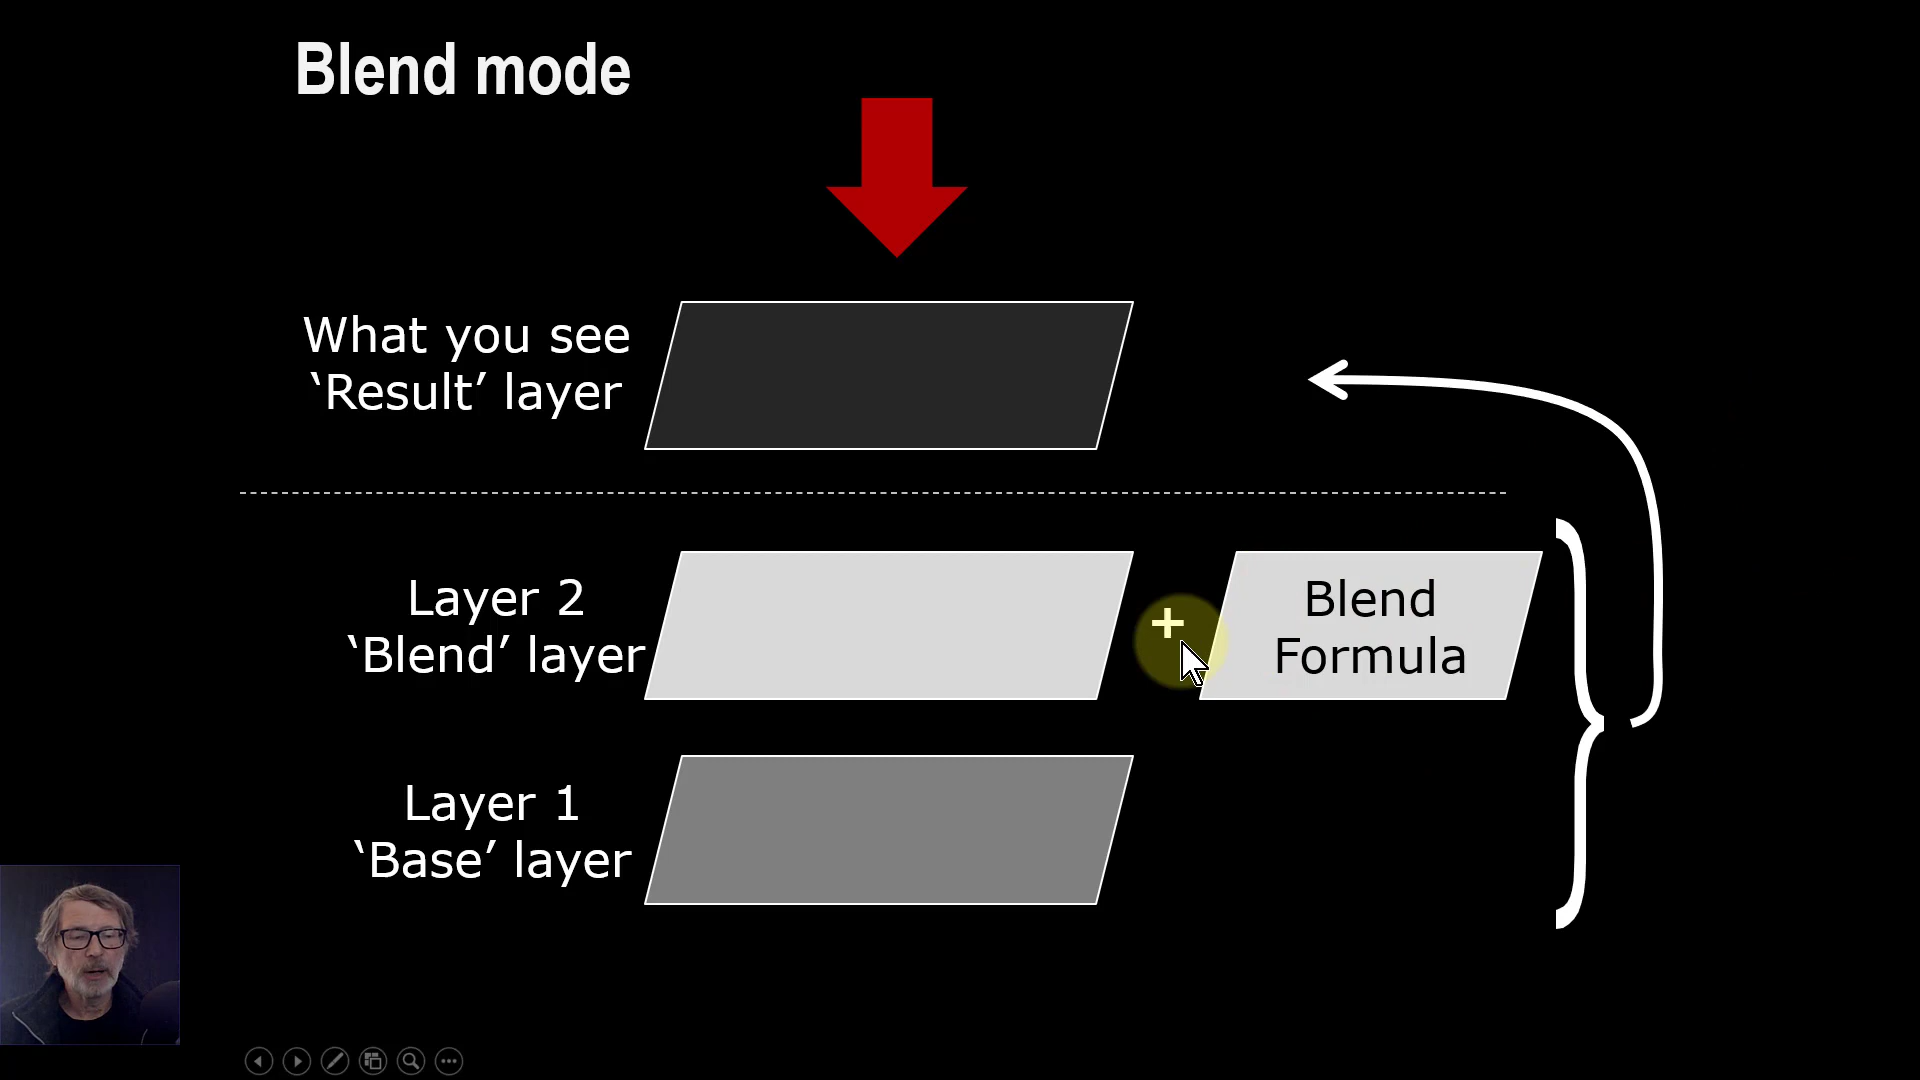 Blend mode
What you see
‘Result’ layer
Layer 2
‘Blend’ layer
+
Blend
Formula
Layer 1
‘Base’ layer